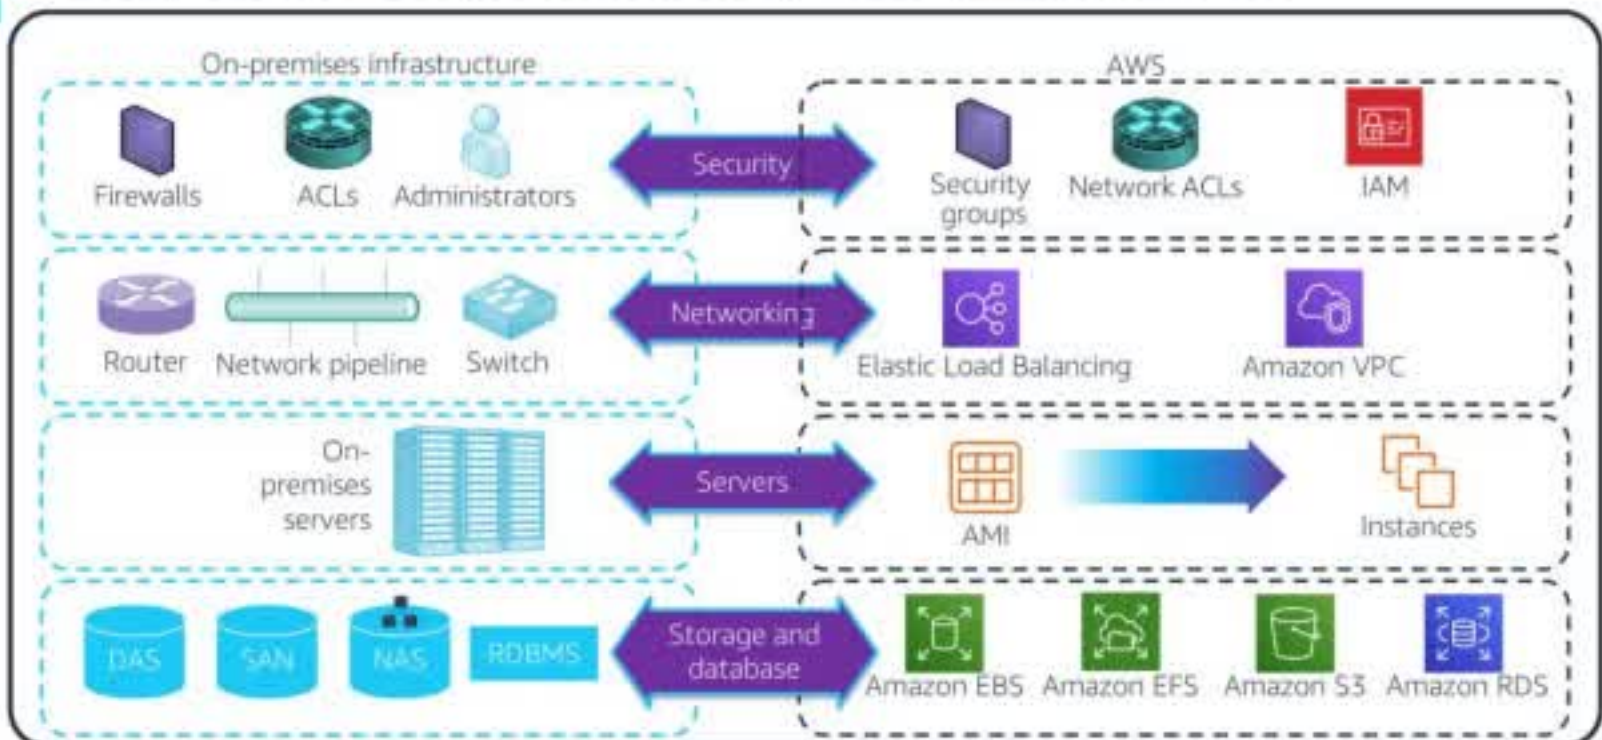 On-premises infrastructure
AWS
Firewalls
ACLs
Administrators
Security
Security
groups
Network ACLs
IAM
Router
Network pipeline
Switch
Networking
Elastic Load Balancing
Amazon VPC
On-
premises
servers
Servers
AMI
Instances
DAS
SAN
NAS
RDBMS
Storage and
database
Amazon EBS
Amazon EFS
Amazon S3
Amazon RDS